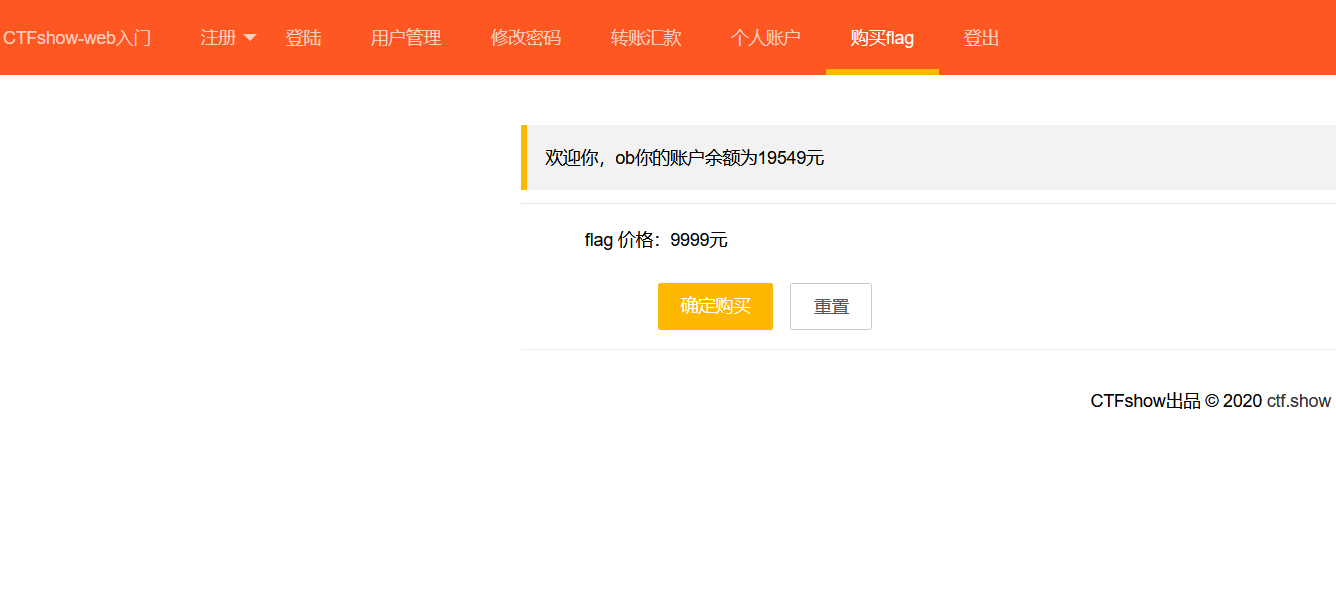 CTFshow-web入门 注册 登陆 用户管理 修改密码 转账汇款 个人账户 购买flag 登出
欢迎你，ob你的账户余额为19549元
flag 价格：9999元
确定购买 重置
CTFshow出品 © 2020 ctf.show